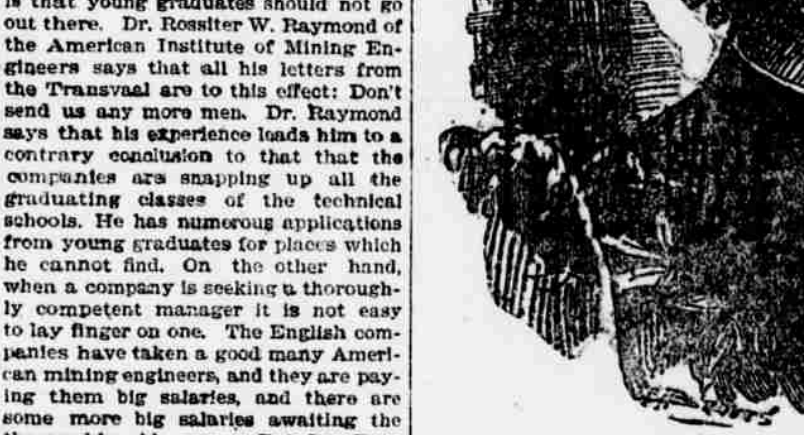 is that young graduates should not go
out there. Dr. Rossiter W. Raymond of
the American Institute of Mining En-
gineers says that all his letters from
the Transvaal are to this effect: Don't
send us any more men. Dr. Raymond
says that his experience leads him to a
contrary conclusion to that that the
companies are snapping up all the
graduating classes of the technical
schools. He has numerous applications
from young graduates for places which
he cannot find. On the other hand,
when a company is seeking a thorough-
ly competent manager it is not easy
to lay finger on one. The English com-
panies have taken a good many Ameri-
can mining engineers, and they are pay-
ing them big salaries, and there are
some more big salaries awaiting the